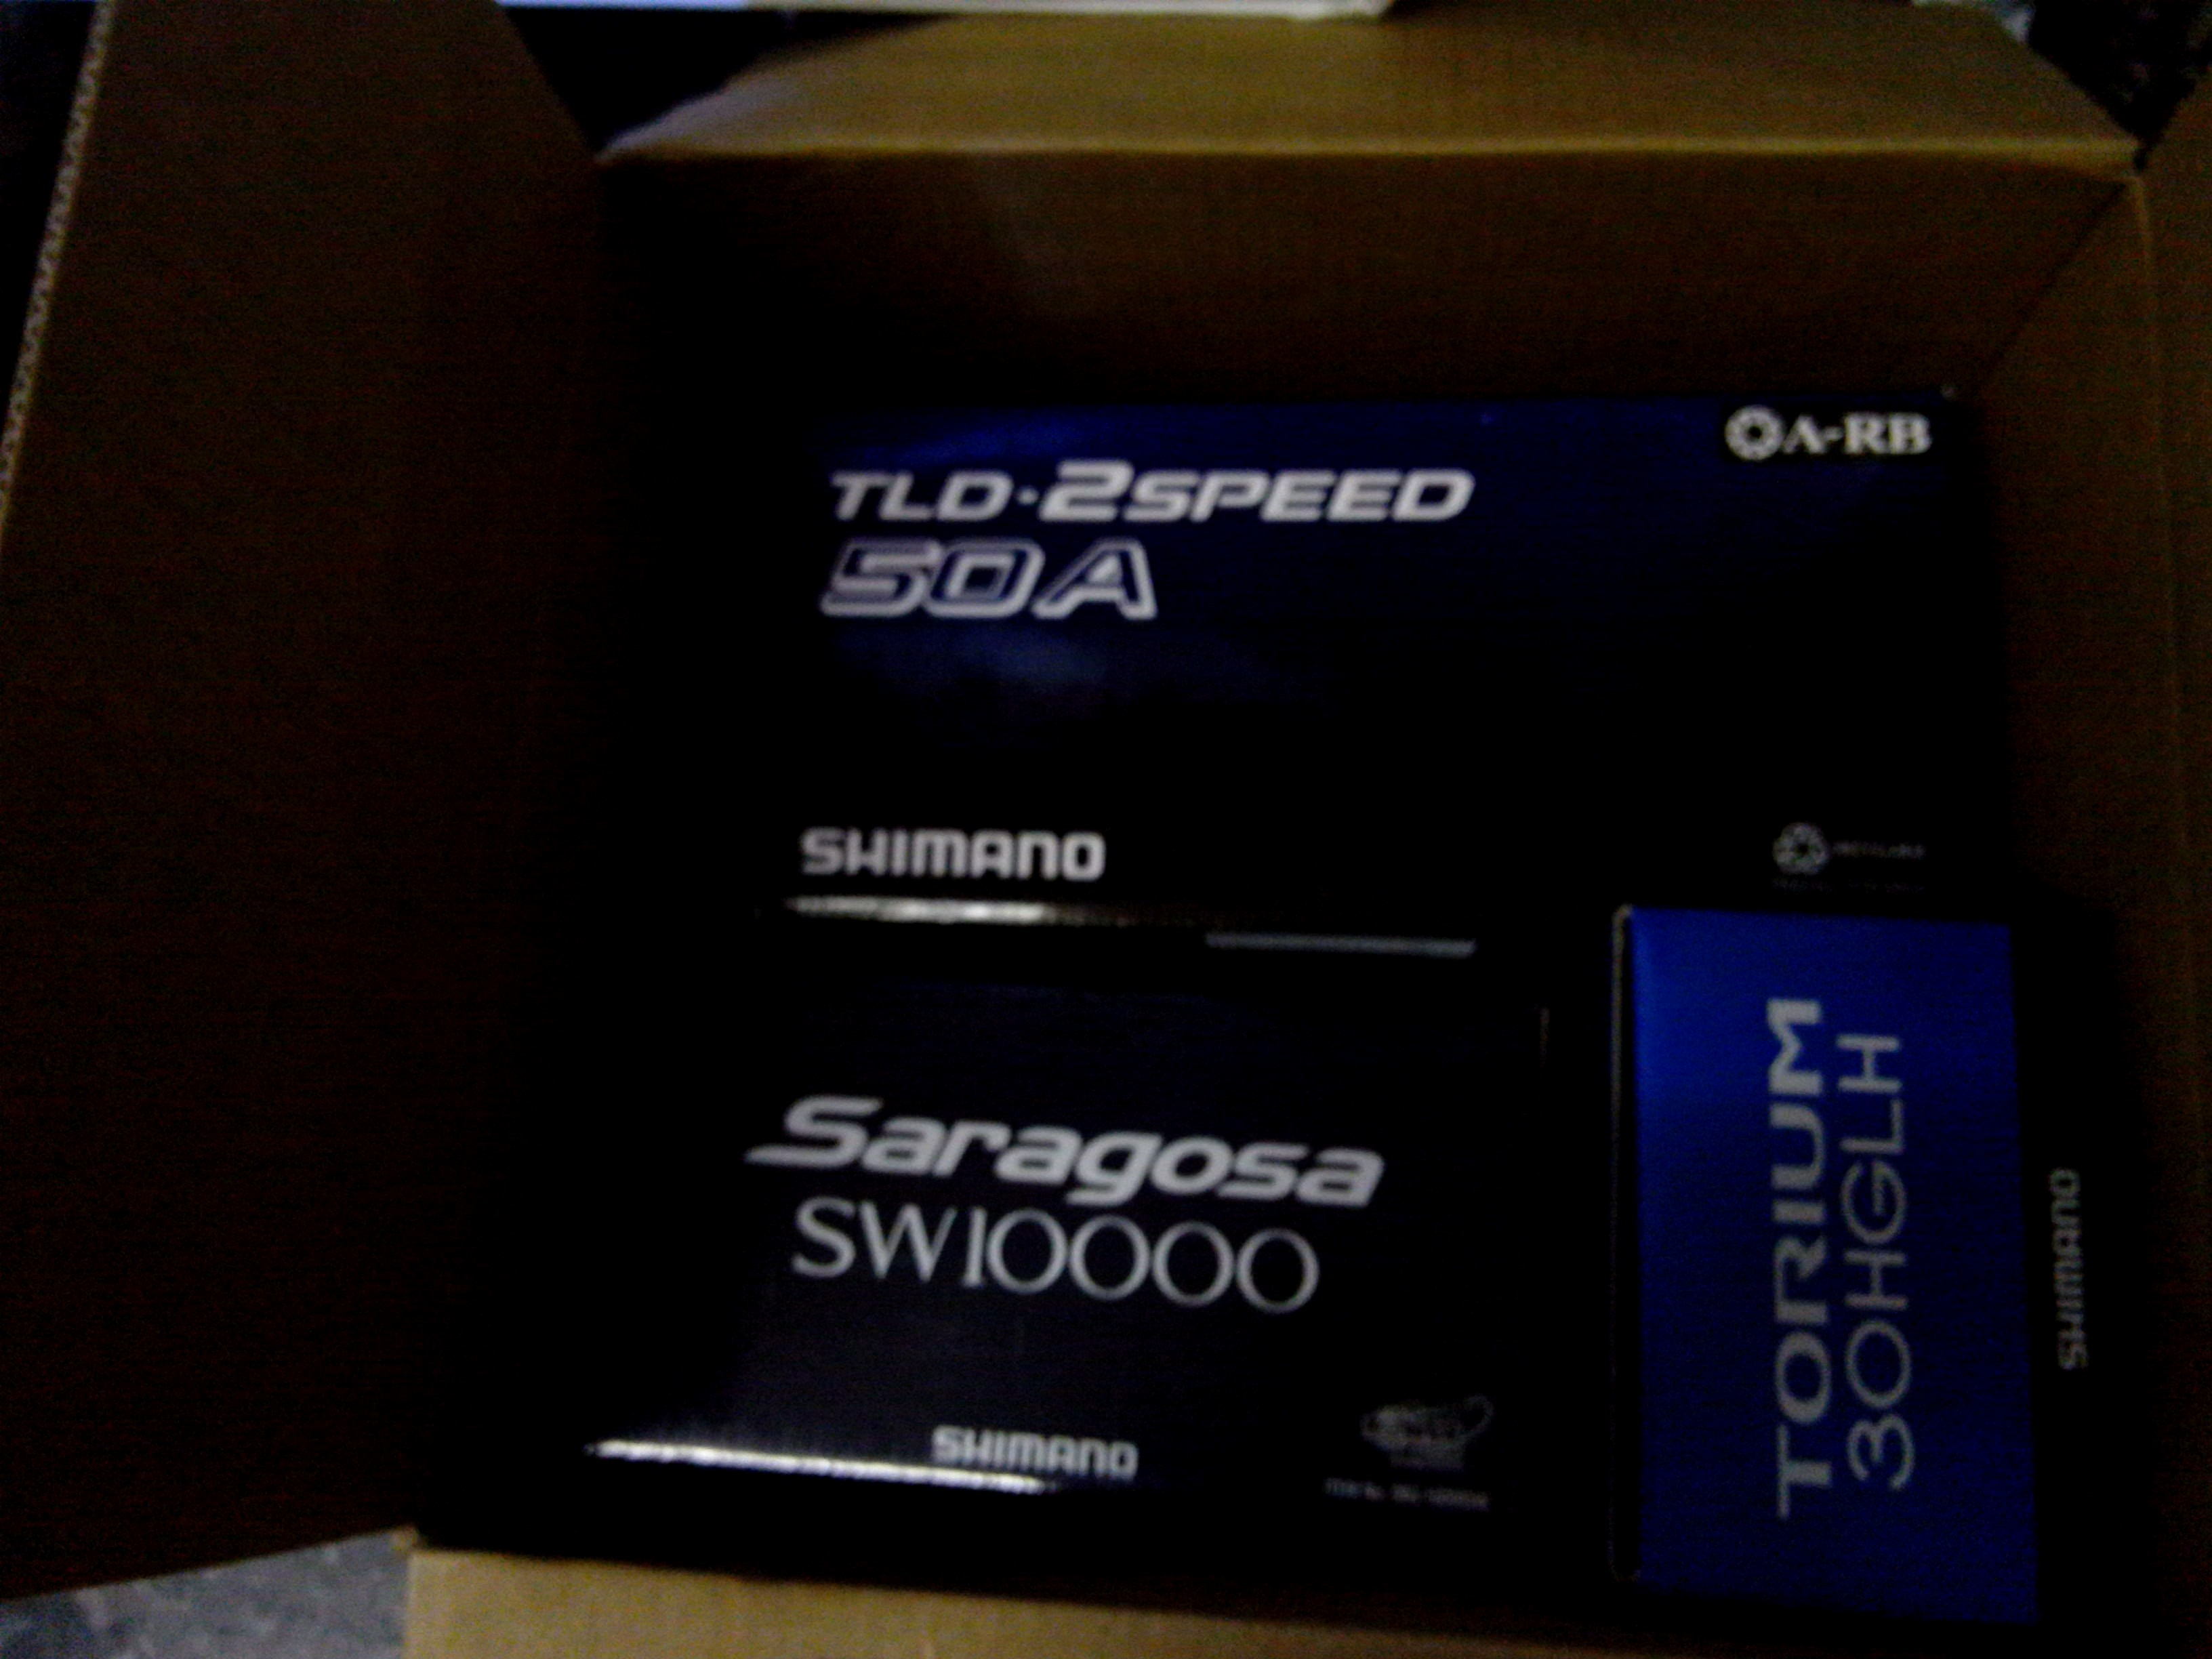 A-RB
TLD·2SPEED
50A
SHIMANO
Saragosa
SW10000
SHIMANO
TORIUM
30HGLH
SHIMANO